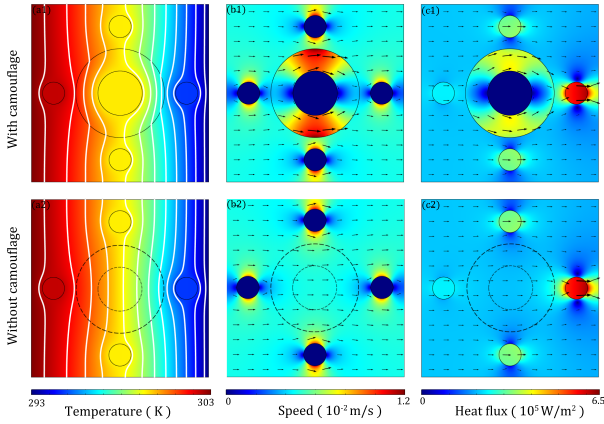 (a1)
(b1)
(c1)
With camouflage
(a2)
(b2)
(c2)
Without camouflage
293
303
Temperature ( K )
0
1.2
Speed ( 10⁻² m/s )
0
6.5
Heat flux ( 10⁵ W/m² )